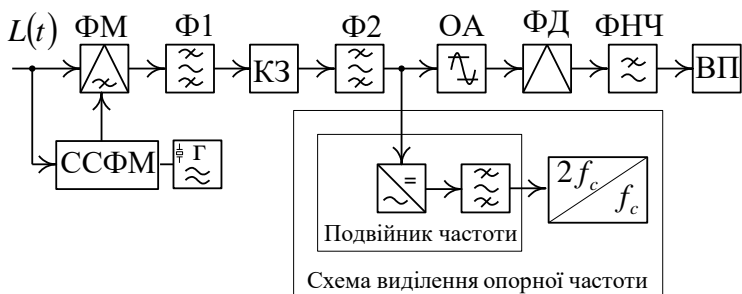 L(t) ФМ Ф1 Ф2 ОА ФД ФНЧ
КЗ ВП
ССФМ Г
=
2f_c
f_c
Подвійник частоти
Схема виділення опорної частоти